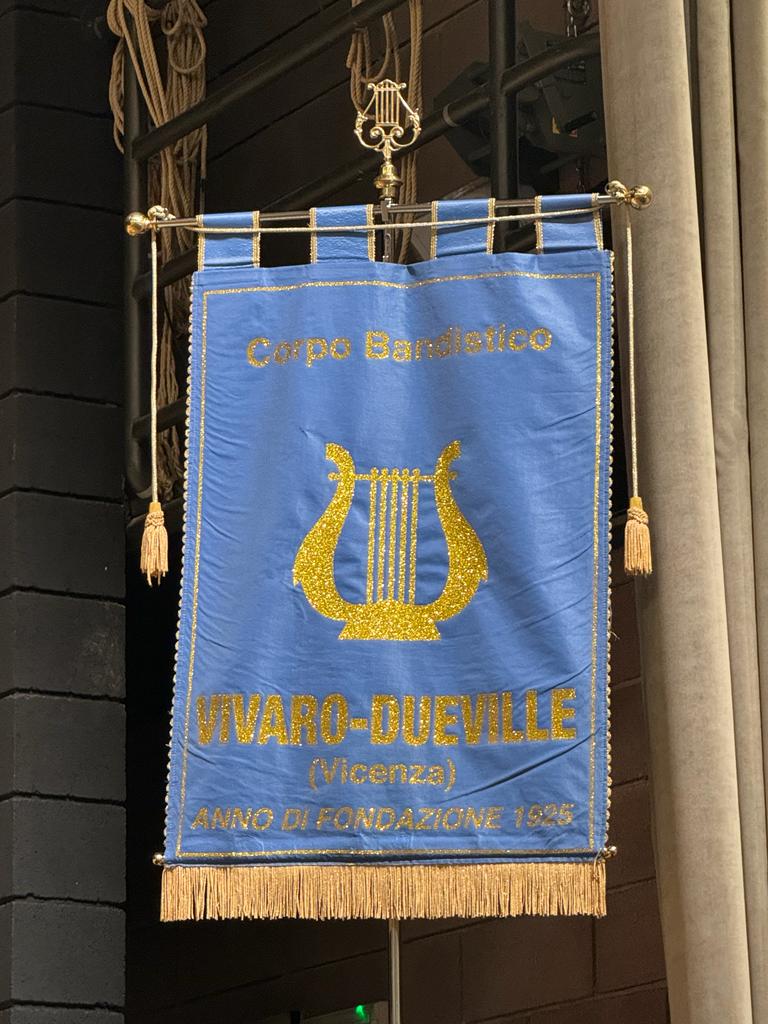 Corpo Bandistico
VIVARO-DUEVILLE
(Vicenza)
ANNO DI FONDAZIONE 1925